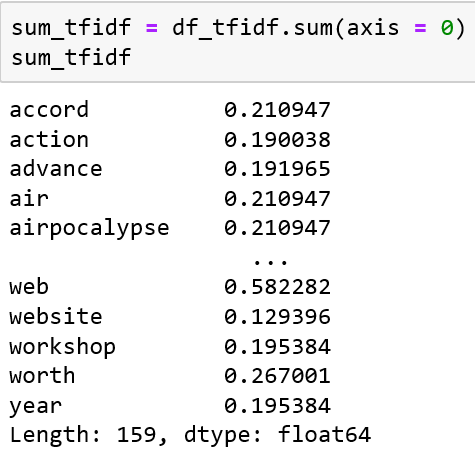 sum_tfidf = df_tfidf.sum(axis = 0)
sum_tfidf
accord 0.210947
action 0.190038
advance 0.191965
air 0.210947
airpocalypse 0.210947
...
web 0.582282
website 0.129396
workshop 0.195384
worth 0.267001
year 0.195384
Length: 159, dtype: float64